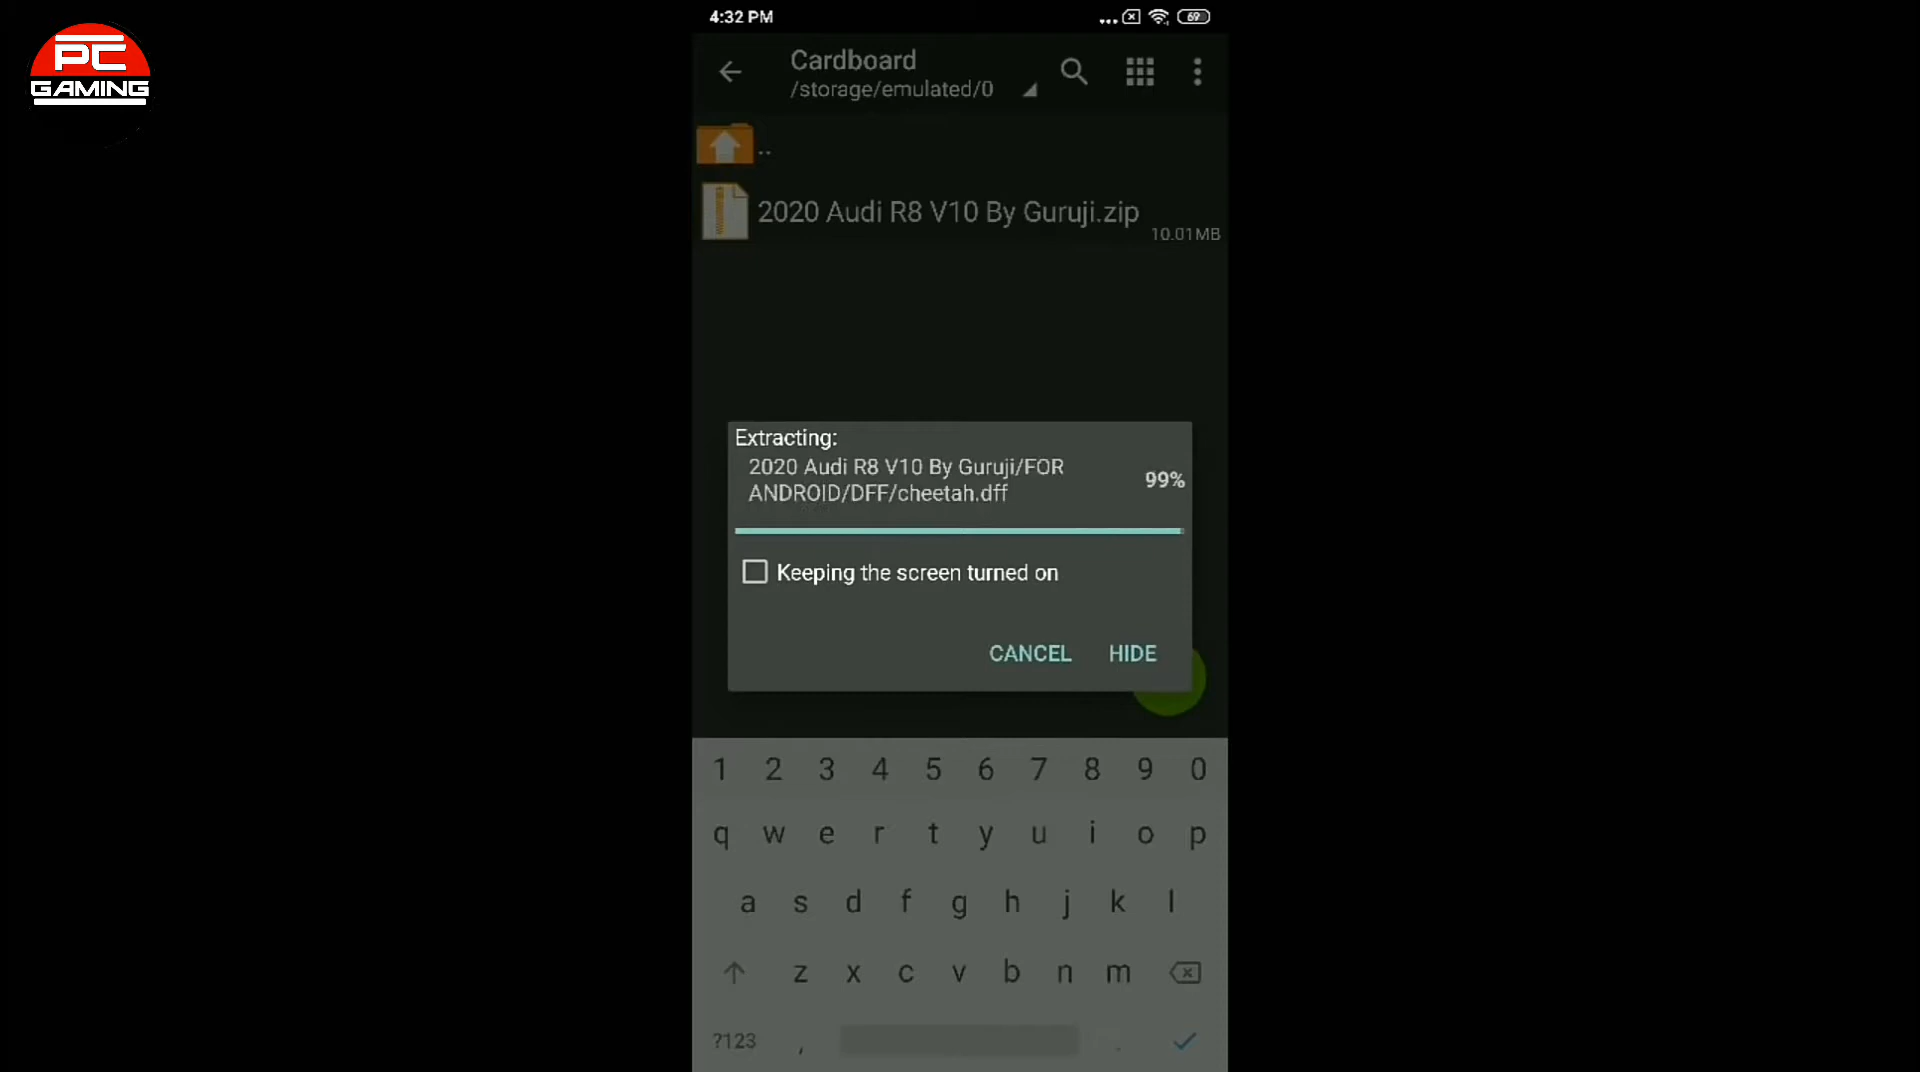 PC
GAMING
4:32 PM
69
Cardboard
/storage/emulated/0
..
2020 Audi R8 V10 By Guruji.zip
10.01MB
Extracting:
2020 Audi R8 V10 By Guruji/FOR
ANDROID/DFF/cheetah.dff
99%
Keeping the screen turned on
CANCEL HIDE
1 2 3 4 5 6 7 8 9 0
q w e r t y u i o p
a s d f g h j k l
z x c v b n m
?123 , .